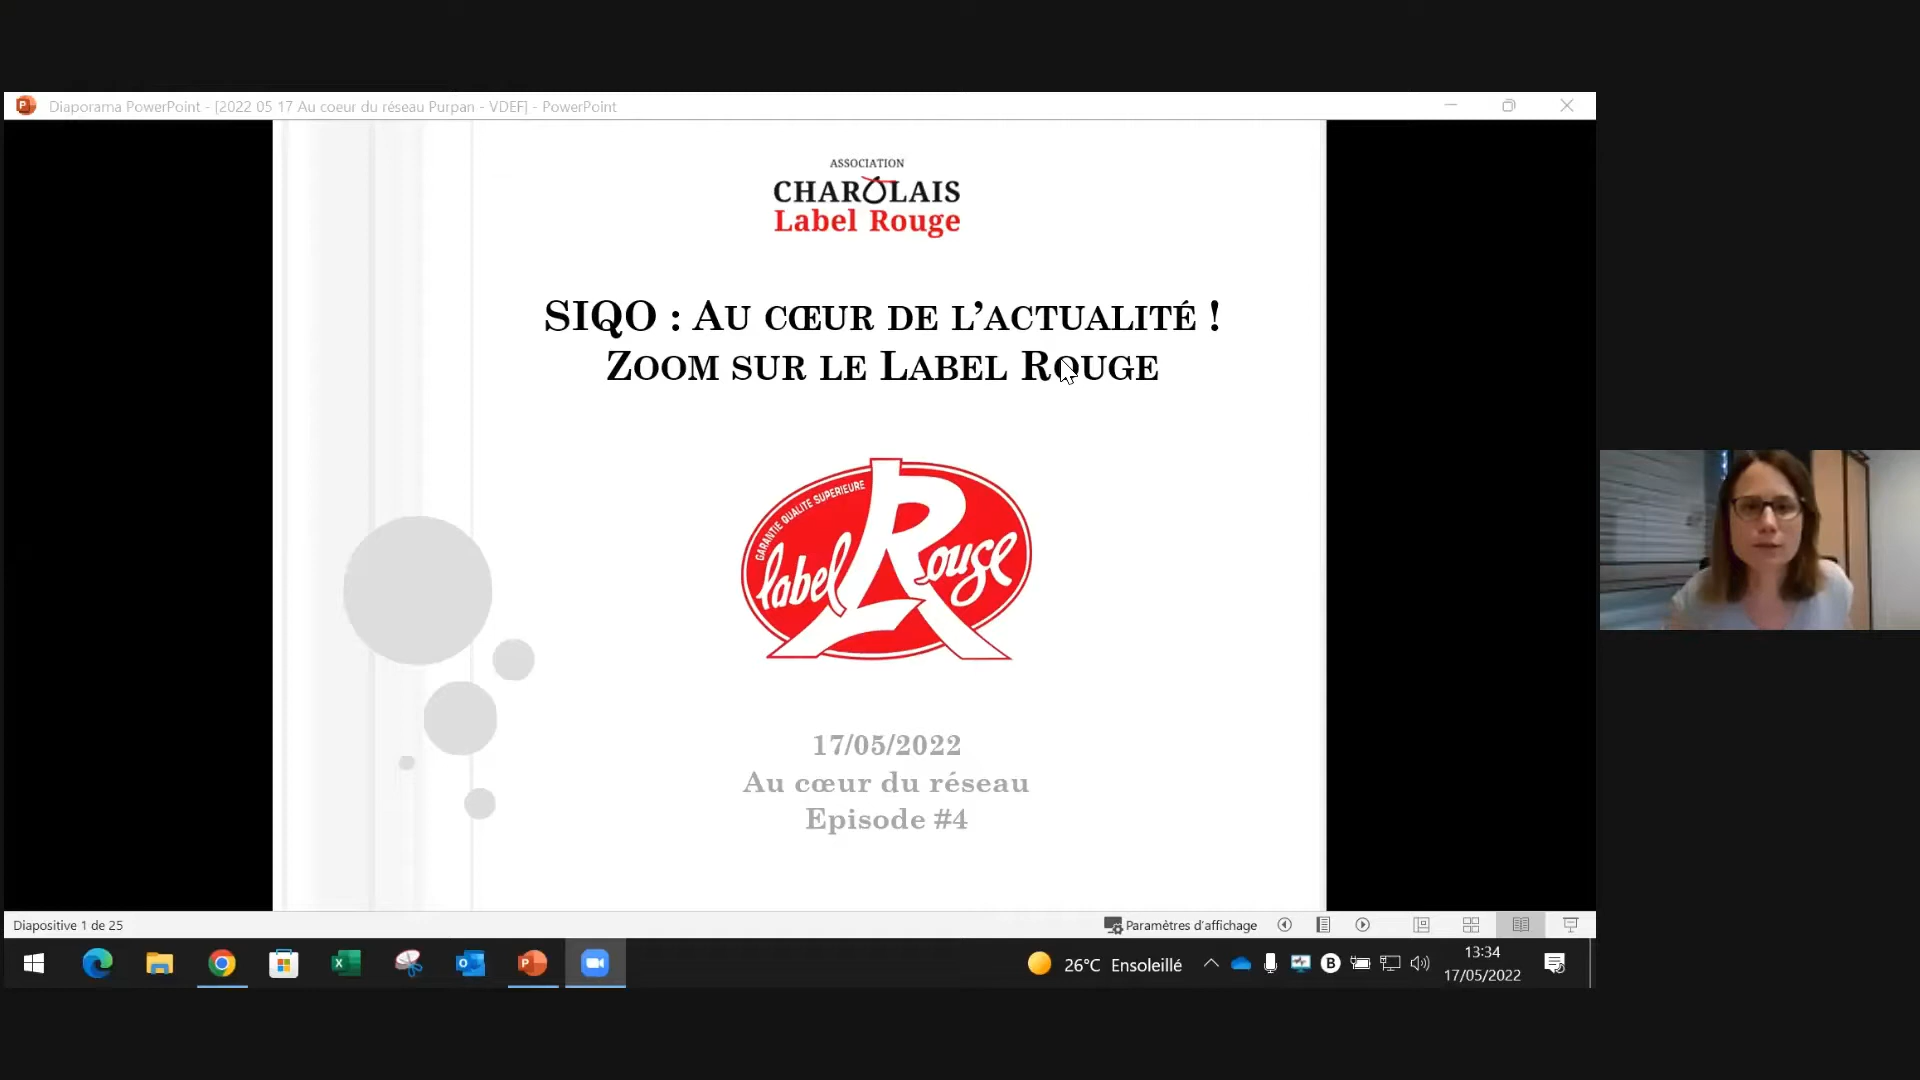 Diaporama PowerPoint - [2022 05 17 Au coeur du réseau Purpan - VDEF] - PowerPoint
ASSOCIATION
CHAROLAIS
Label Rouge
SIQO : AU CŒUR DE L'ACTUALITÉ !
ZOOM SUR LE LABEL ROUGE
GARANTIE QUALITE SUPERIEURE
label Rouge
17/05/2022
Au cœur du réseau
Episode #4
Diapositive 1 de 25
Paramètres d'affichage
26°C Ensoleillé
13:34
17/05/2022